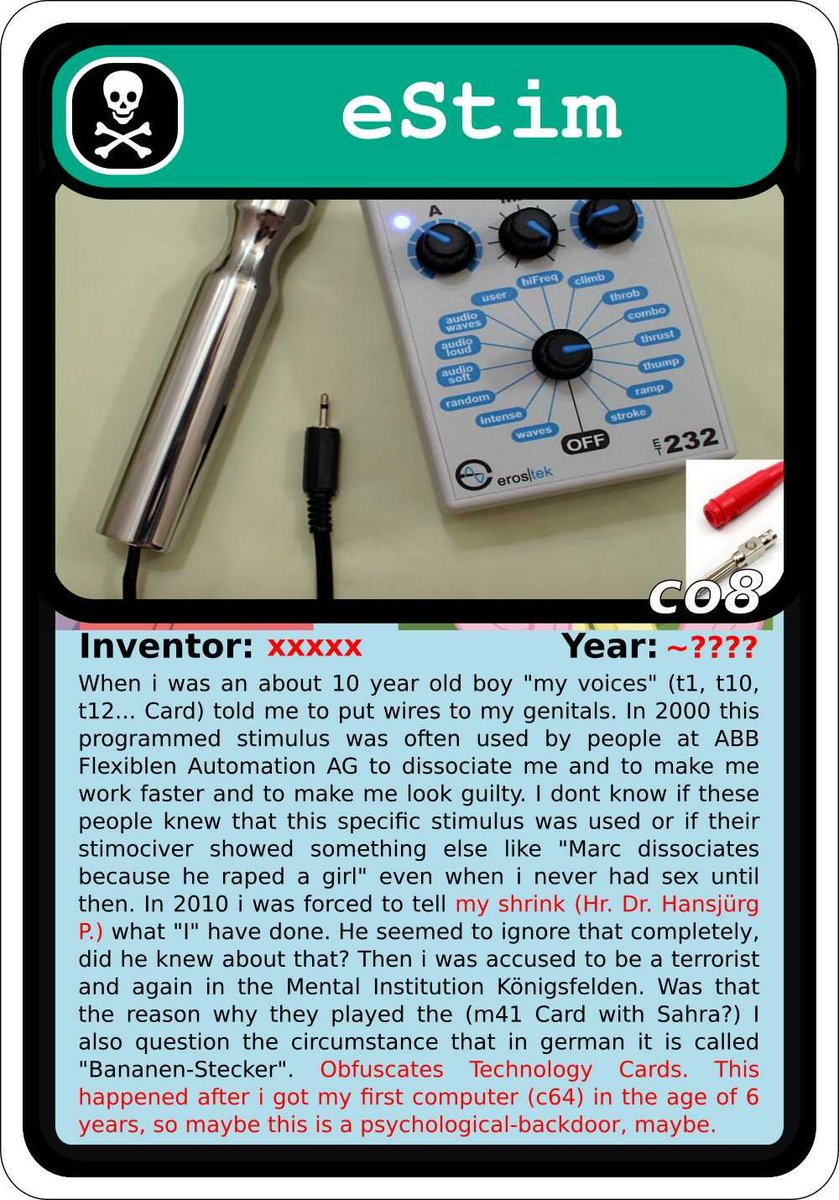 eStim
A
hiFreq
climb
user
throb
audio waves
combo
audio loud
thrust
audio soft
thump
random
ramp
Intense
stroke
waves
OFF
ET232
eros|tek
co8
Inventor: xxxxx Year: ~????
When i was an about 10 year old boy "my voices" (t1, t10,
t12... Card) told me to put wires to my genitals. In 2000 this
programmed stimulus was often used by people at ABB
Flexiblen Automation AG to dissociate me and to make me
work faster and to make me look guilty. I dont know if these
people knew that this specific stimulus was used or if their
stimociver showed something else like "Marc dissociates
because he raped a girl" even when i never had sex until
then. In 2010 i was forced to tell my shrink (Hr. Dr. Hansjürg
P.) what "I" have done. He seemed to ignore that completely,
did he knew about that? Then i was accused to be a terrorist
and again in the Mental Institution Königsfelden. Was that
the reason why they played the (m41 Card with Sahra?) I
also question the circumstance that in german it is called
"Bananen-Stecker". Obfuscates Technology Cards. This
happened after i got my first computer (c64) in the age of 6
years, so maybe this is a psychological-backdoor, maybe.